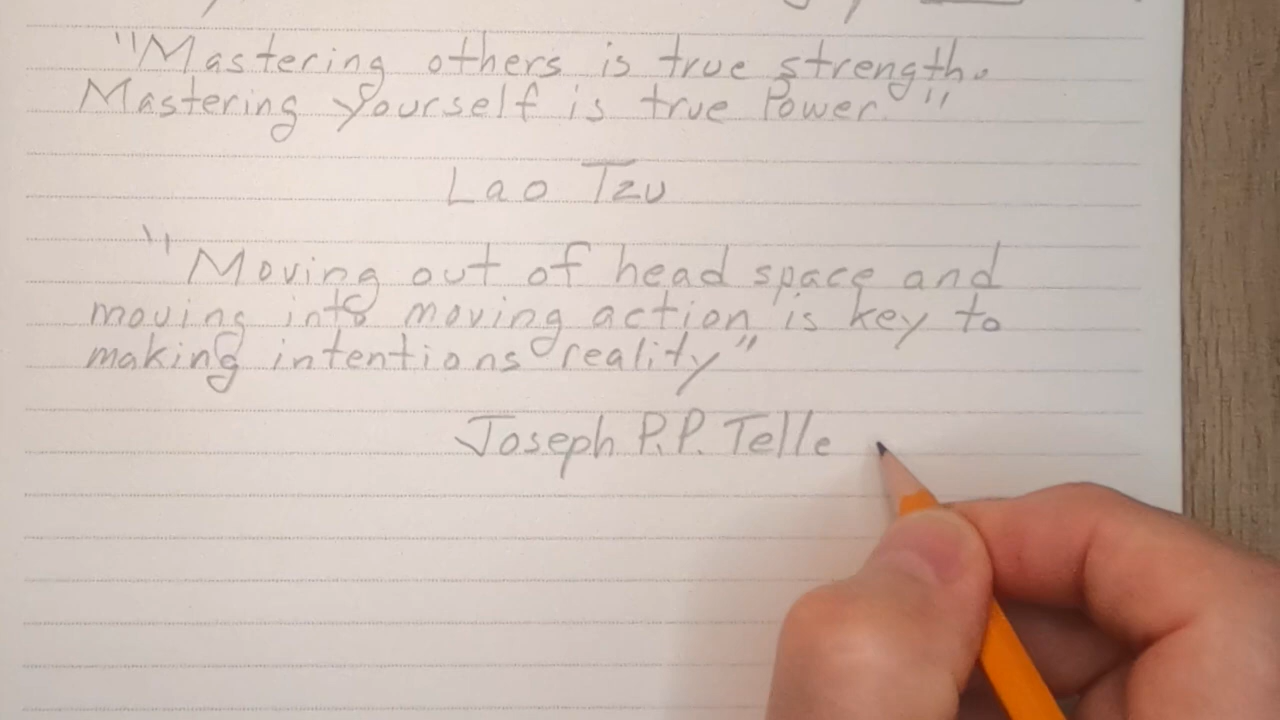 "Mastering others is true strength.
Mastering Yourself is true Power."
Lao Tzu
"Moving out of head space and
moving into moving action is key to
making intentions reality"
Joseph P.P. Telle